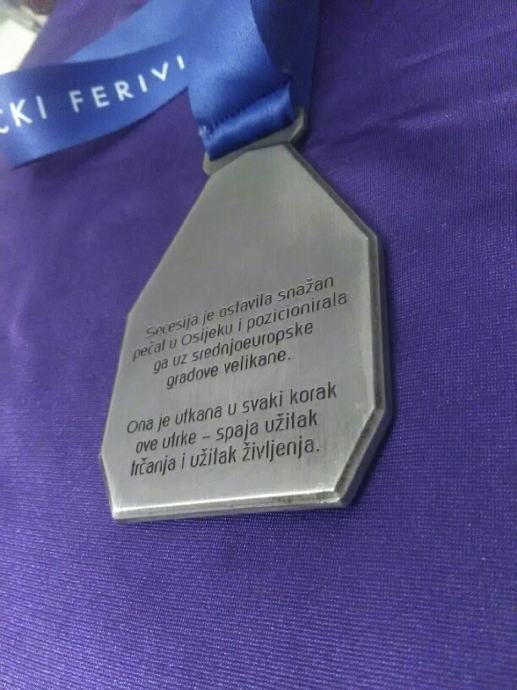 ČKI FERIVI
Secesija je ostavila snažan
pečat u Osijeku i pozicionirala
ga uz srednjoeuropske
gradove velikane.
Ona je utkana u svaki korak
ove utrke – spaja užitak
trčanja i užitak življenja.